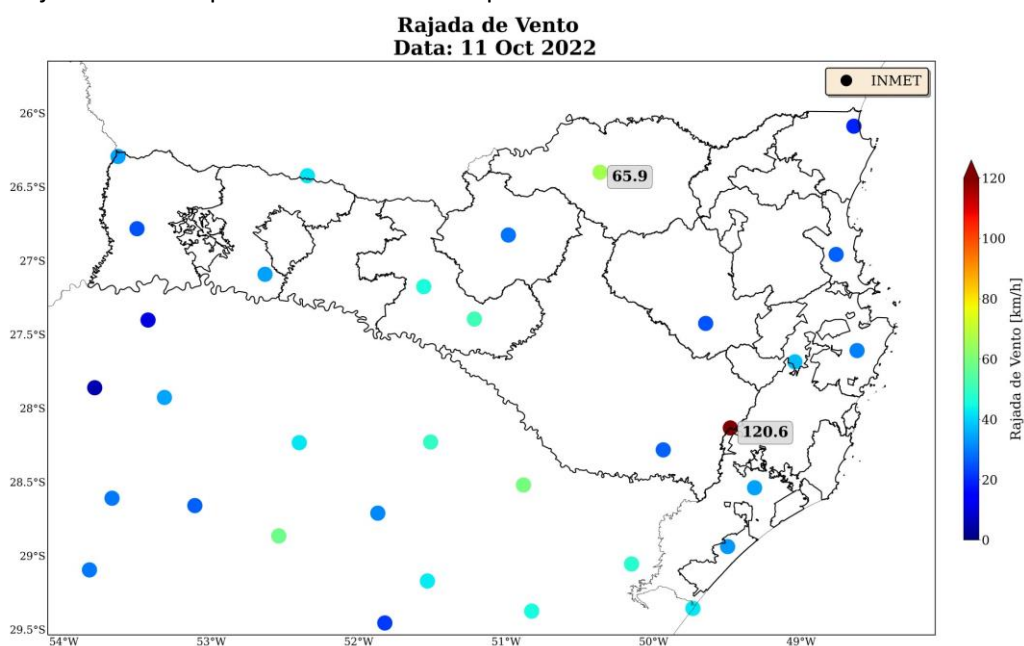 Rajada de Vento
Data: 11 Oct 2022
INMET
26°S
26.5°S
27°S
27.5°S
28°S
28.5°S
29°S
29.5°S
54°W
53°W
52°W
51°W
50°W
49°W
65.9
120.6
120
100
80
60
40
20
0
Rajada de Vento [km/h]